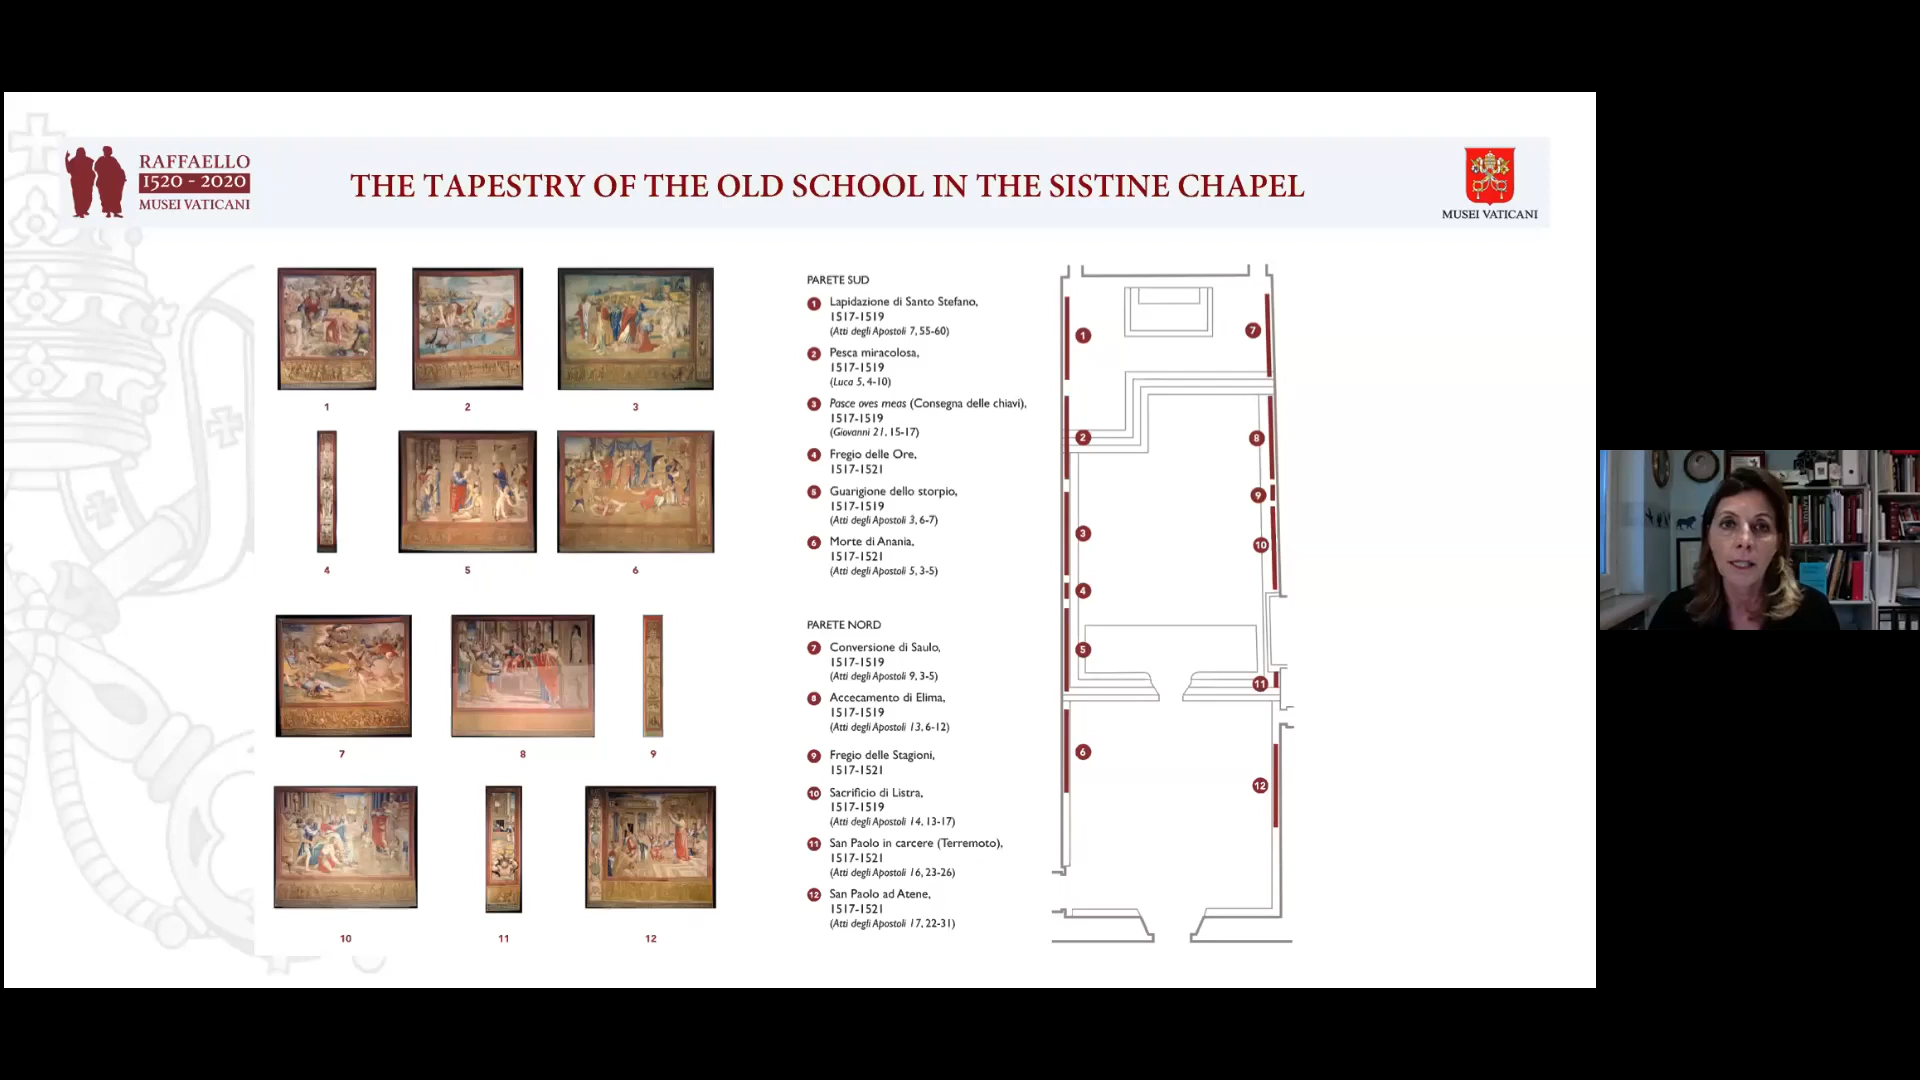 RAFFAELLO
1520 - 2020
MUSEI VATICANI
THE TAPESTRY OF THE OLD SCHOOL IN THE SISTINE CHAPEL
MUSEI VATICANI
1
2
3
4
5
6
7
8
9
10
11
12
PARETE SUD
1 Lapidazione di Santo Stefano,
1517-1519
(Atti degli Apostoli 7, 55-60)
2 Pesca miracolosa,
1517-1519
(Luca 5, 4-10)
3 Pasce oves meas (Consegna delle chiavi),
1517-1519
(Giovanni 21, 15-17)
4 Fregio delle Ore,
1517-1521
5 Guarigione dello storpio,
1517-1519
(Atti degli Apostoli 3, 6-7)
6 Morte di Anania,
1517-1521
(Atti degli Apostoli 5, 3-5)
PARETE NORD
7 Conversione di Saulo,
1517-1519
(Atti degli Apostoli 9, 3-5)
8 Accecamento di Elima,
1517-1519
(Atti degli Apostoli 13, 6-12)
9 Fregio delle Stagioni,
1517-1521
10 Sacrificio di Listra,
1517-1519
(Atti degli Apostoli 14, 13-17)
11 San Paolo in carcere (Terremoto),
1517-1521
(Atti degli Apostoli 16, 23-26)
12 San Paolo ad Atene,
1517-1521
(Atti degli Apostoli 17, 22-31)
1
7
2
8
9
3
10
4
5
11
6
12